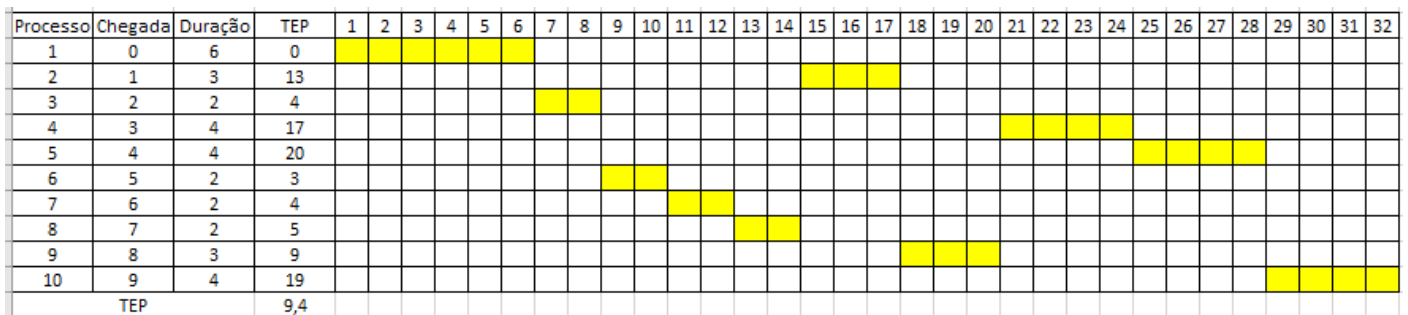 Processo Chegada Duração TEP 1 2 3 4 5 6 7 8 9 10 11 12 13 14 15 16 17 18 19 20 21 22 23 24 25 26 27 28 29 30 31 32
1 0 6 0
2 1 3 13
3 2 2 4
4 3 4 17
5 4 4 20
6 5 2 3
7 6 2 4
8 7 2 5
9 8 3 9
10 9 4 19
TEP 9,4